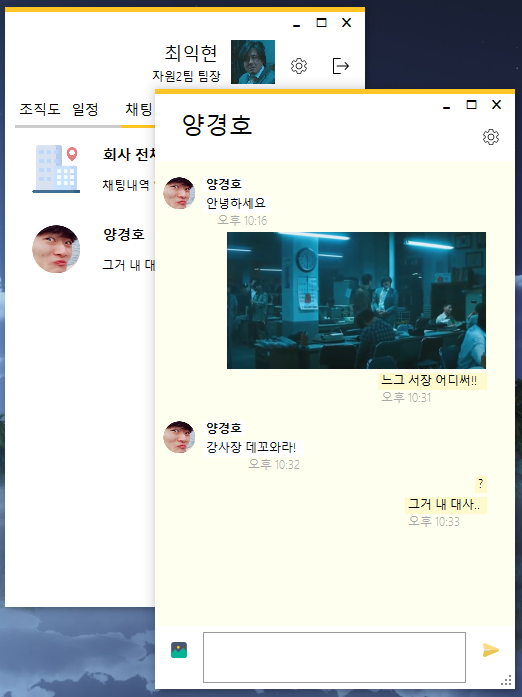 최익현
자원2팀 팀장
조직도 일정 채팅
회사 전체
채팅내역
양경호
그거 내 대
양경호
양경호
안녕하세요
오후 10:16
느그 서장 어디써!!
오후 10:31
양경호
강사장 데꼬와라!
오후 10:32
?
그거 내 대사..
오후 10:33